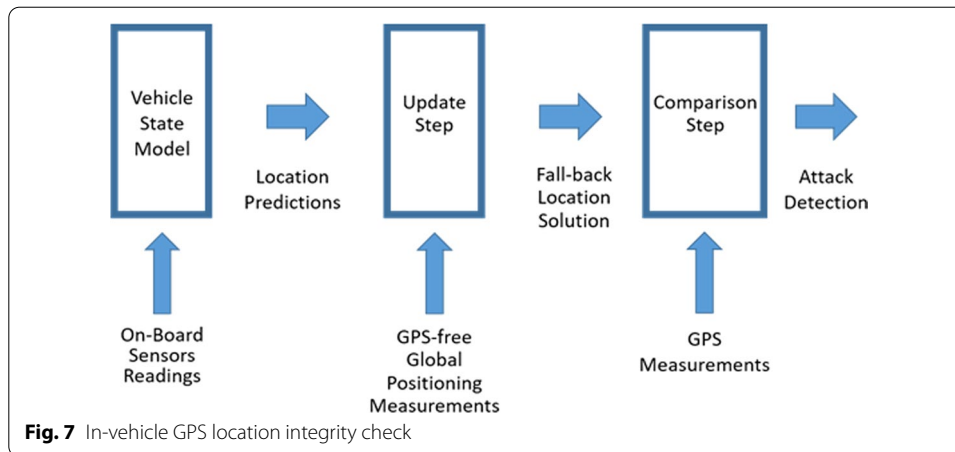 Vehicle
State
Model
Location
Predictions
Update
Step
Fall-back
Location
Solution
Comparison
Step
Attack
Detection
On-Board
Sensors
Readings
GPS-free
Global
Positioning
Measurements
GPS
Measurements
Fig. 7 In-vehicle GPS location integrity check